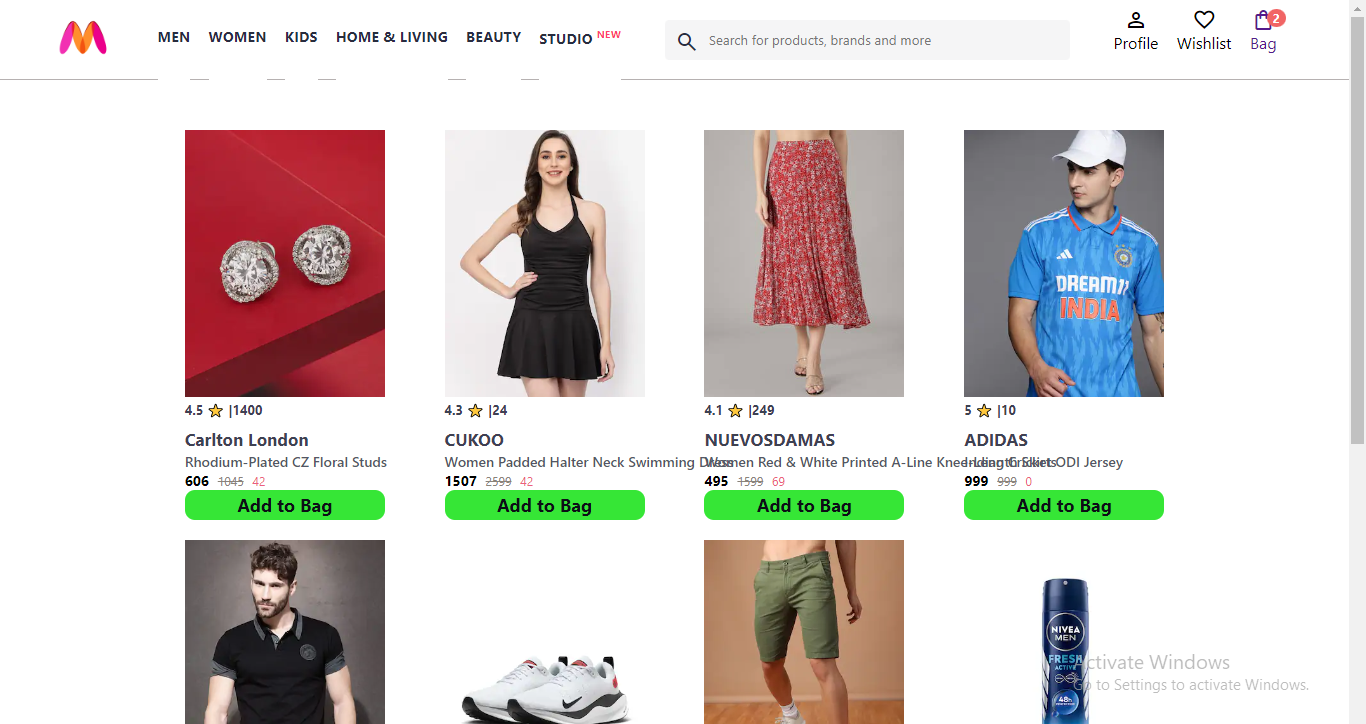 MEN WOMEN KIDS HOME & LIVING BEAUTY STUDIO NEW
Search for products, brands and more
2
Profile Wishlist Bag
DREAM11
INDIA
4.5 |1400
Carlton London
Rhodium-Plated CZ Floral Studs
606 1045 42
Add to Bag
4.3 |24
CUKOO
Women Padded Halter Neck Swimming Dress
1507 2599 42
Add to Bag
4.1 |249
NUEVOSDAMAS
Women Red & White Printed A-Line Knee-Length Skirts
495 1599 69
Add to Bag
5 |10
ADIDAS
Indian Cricket ODI Jersey
999 999 0
Add to Bag
NIVEA
MEN
FRESH
ACTIVE
48h
Activate Windows
Go to Settings to activate Windows.